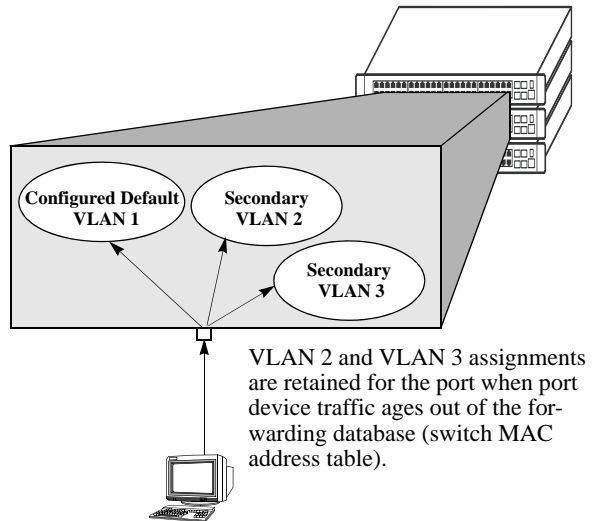 Configured Default
VLAN 1
Secondary
VLAN 2
Secondary
VLAN 3
VLAN 2 and VLAN 3 assignments
are retained for the port when port
device traffic ages out of the for-
warding database (switch MAC
address table).